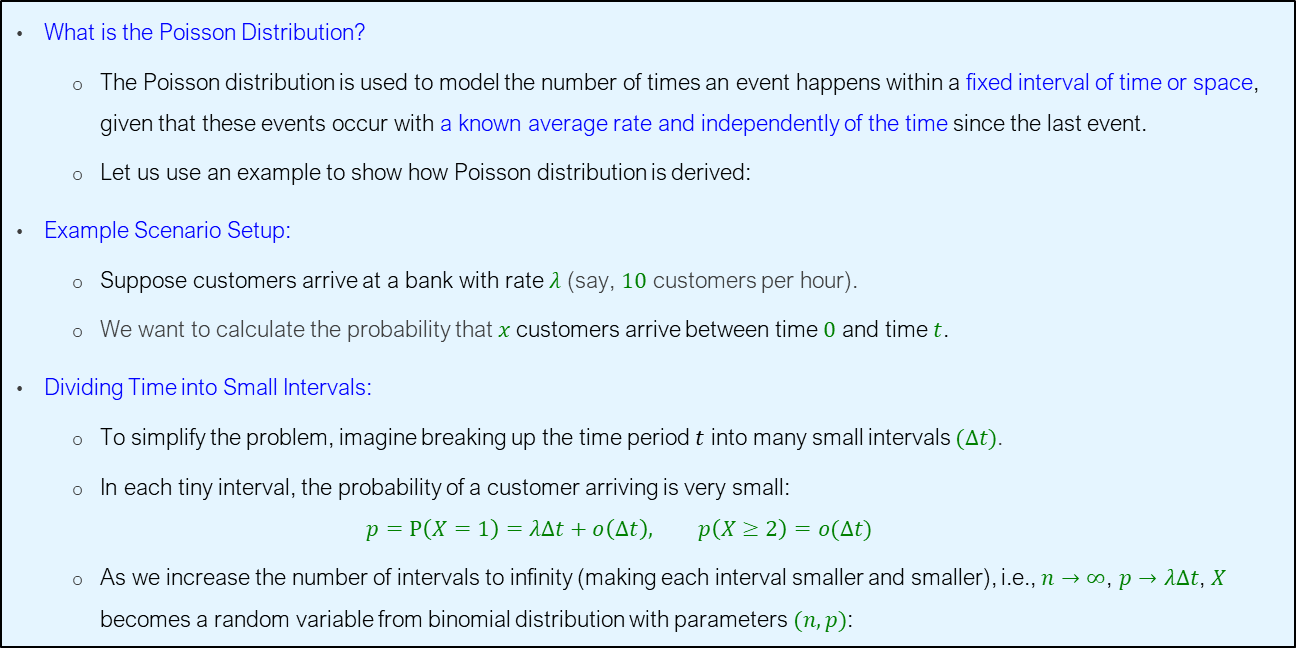 • What is the Poisson Distribution?
○ The Poisson distribution is used to model the number of times an event happens within a fixed interval of time or space,
given that these events occur with a known average rate and independently of the time since the last event.
○ Let us use an example to show how Poisson distribution is derived:
• Example Scenario Setup:
○ Suppose customers arrive at a bank with rate λ (say, 10 customers per hour).
○ We want to calculate the probability that x customers arrive between time 0 and time t.
• Dividing Time into Small Intervals:
○ To simplify the problem, imagine breaking up the time period t into many small intervals (Δt).
○ In each tiny interval, the probability of a customer arriving is very small:
p = P(X = 1) = λΔt + o(Δt), p(X ≥ 2) = o(Δt)
○ As we increase the number of intervals to infinity (making each interval smaller and smaller), i.e., n → ∞, p → λΔt, X
becomes a random variable from binomial distribution with parameters (n, p):